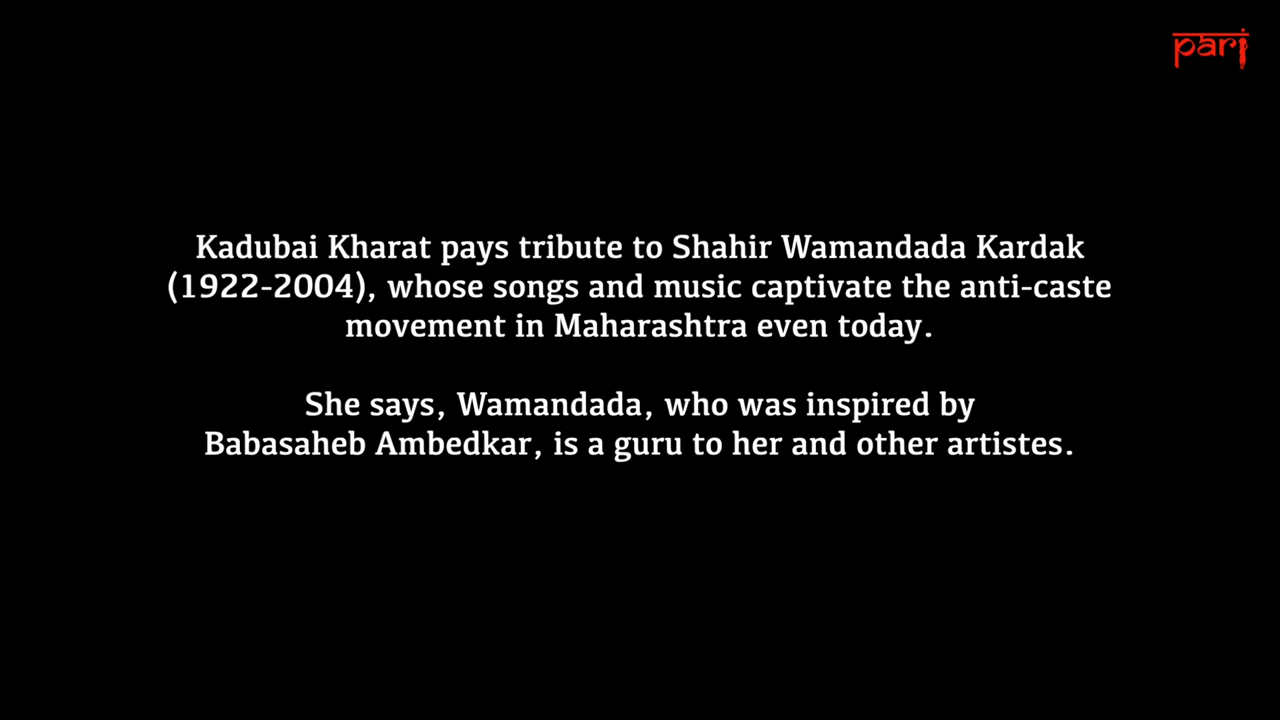 pari
Kadubai Kharat pays tribute to Shahir Wamandada Kardak
(1922-2004), whose songs and music captivate the anti-caste
movement in Maharashtra even today.
She says, Wamandada, who was inspired by
Babasaheb Ambedkar, is a guru to her and other artistes.